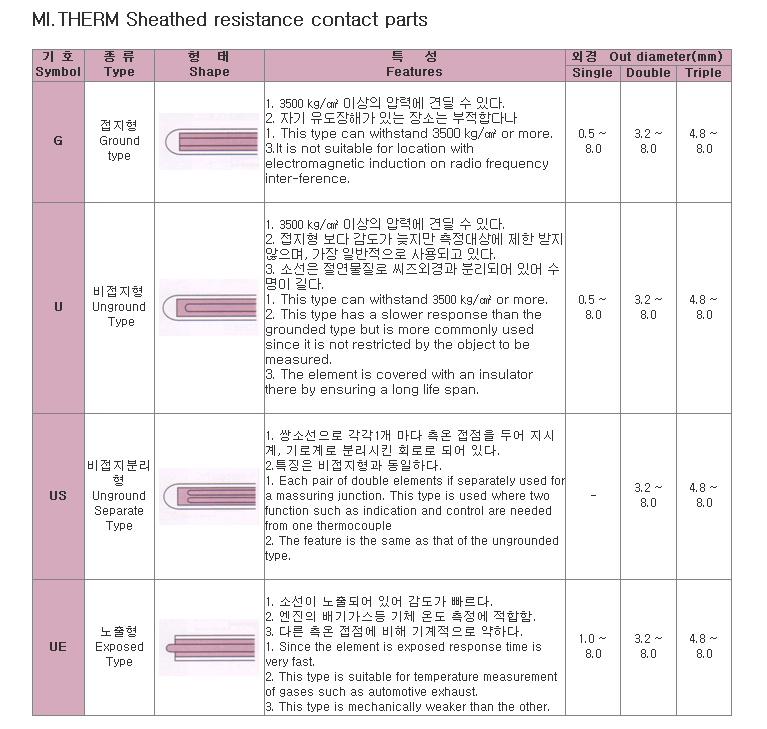 MI.THERM Sheathed resistance contact parts
기 호 종 류 형 태 특 성 외경 Out diameter(mm)
Symbol Type Shape Features Single Double Triple
G
접지형
Ground
type
1. 3500 kg/㎠ 이상의 압력에 견딜 수 있다.
2. 자기 유도장해가 있는 장소는 부적합다나
1. This type can withstand 3500 kg/㎠ or more.
3.It is not suitable for location with
electromagnetic induction on radio frequency
inter-ference.
0.5 ~
8.0
3.2 ~
8.0
4.8 ~
8.0
U
비접지형
Unground
Type
1. 3500 kg/㎠ 이상의 압력에 견딜 수 있다.
2. 접지형 보다 감도가 늦지만 측정대상에 제한 받지
않으며, 가장 일반적으로 사용되고 있다.
3. 소선은 절연물질로 씨즈외경과 분리되어 있어 수
명이 길다.
1. This type can withstand 3500 kg/㎠ or more.
2. This type has a slower response than the
grounded type but is more commonly used
since it is not restricted by the object to be
measured.
3. The element is covered with an insulator
there by ensuring a long life span.
0.5 ~
8.0
3.2 ~
8.0
4.8 ~
8.0
US
비접지분리
형
Unground
Separate
Type
1. 쌍소선으로 각각1개 마다 측온 접점을 두어 지시
계, 기로계로 분리시킨 회로로 되어 있다.
2.특징은 비접지형과 동일하다.
1. Each pair of double elements if separately used for
a massuring junction. This type is used where two
function such as indication and control are needed
from one thermocouple
2. The feature is the same as that of the ungrounded
type.
-
3.2 ~
8.0
4.8 ~
8.0
UE
노출형
Exposed
Type
1. 소선이 노출되어 있어 감도가 빠르다.
2. 엔진의 배기가스등 기체 온도 측정에 적합함.
3. 다른 측온 접점에 비해 기계적으로 약하다.
1. Since the element is exposed response time is
very fast.
2. This type is suitable for temperature measurement
of gases such as automotive exhaust.
3. This type is mechanically weaker than the other.
1.0 ~
8.0
3.2 ~
8.0
4.8 ~
8.0